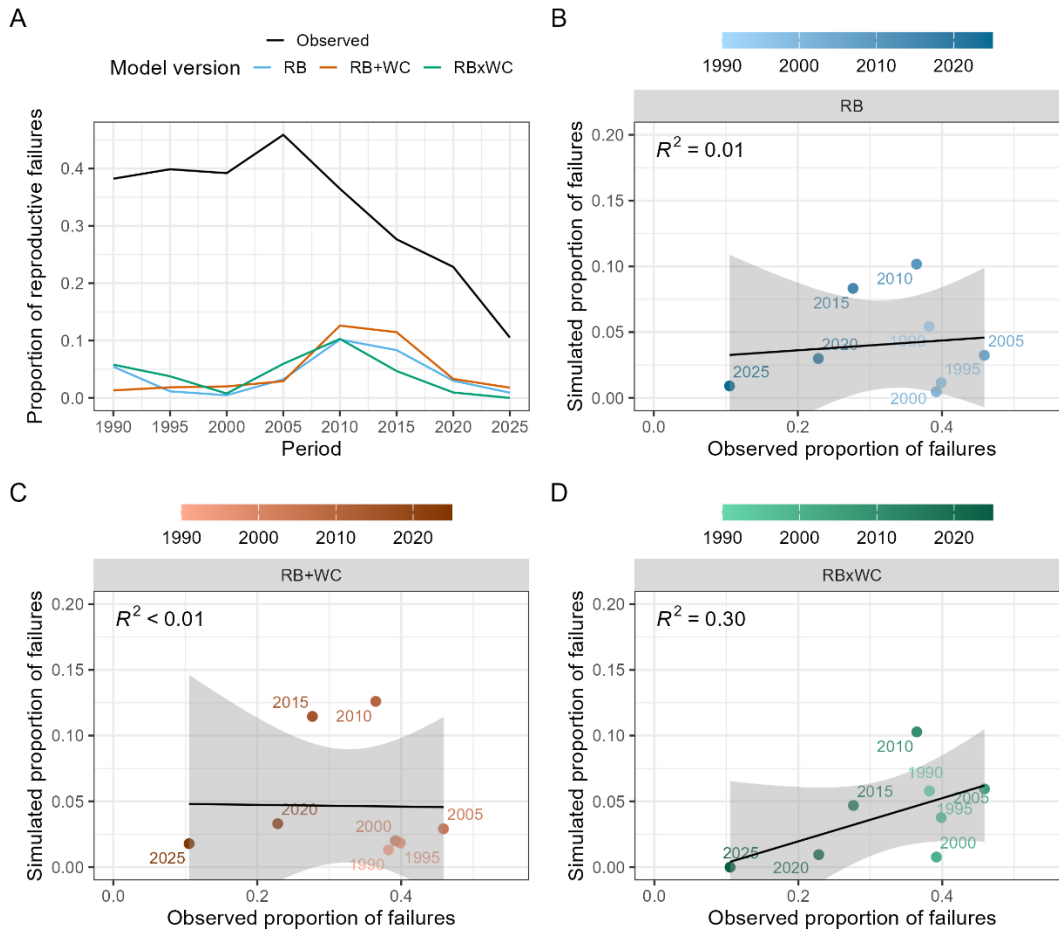 A
Observed
Model version RB RB+WC RBxWC
Proportion of reproductive failures
0.4
0.3
0.2
0.1
0.0
1990 1995 2000 2005 2010 2015 2020 2025
Period
B
1990 2000 2010 2020
RB
R² = 0.01
Simulated proportion of failures
0.20
0.15
0.10
0.05
0.00
2010
2015
1990
2020
2005
2025
1995
2000
0.0 0.2 0.4
Observed proportion of failures
C
1990 2000 2010 2020
RB+WC
R² < 0.01
Simulated proportion of failures
0.20
0.15
0.10
0.05
0.00
2015
2010
2020
2005
2000
2025
1995
1990
0.0 0.2 0.4
Observed proportion of failures
D
1990 2000 2010 2020
RBxWC
R² = 0.30
Simulated proportion of failures
0.20
0.15
0.10
0.05
0.00
2010
1990
2015
2005
1995
2000
2025
2020
0.0 0.2 0.4
Observed proportion of failures